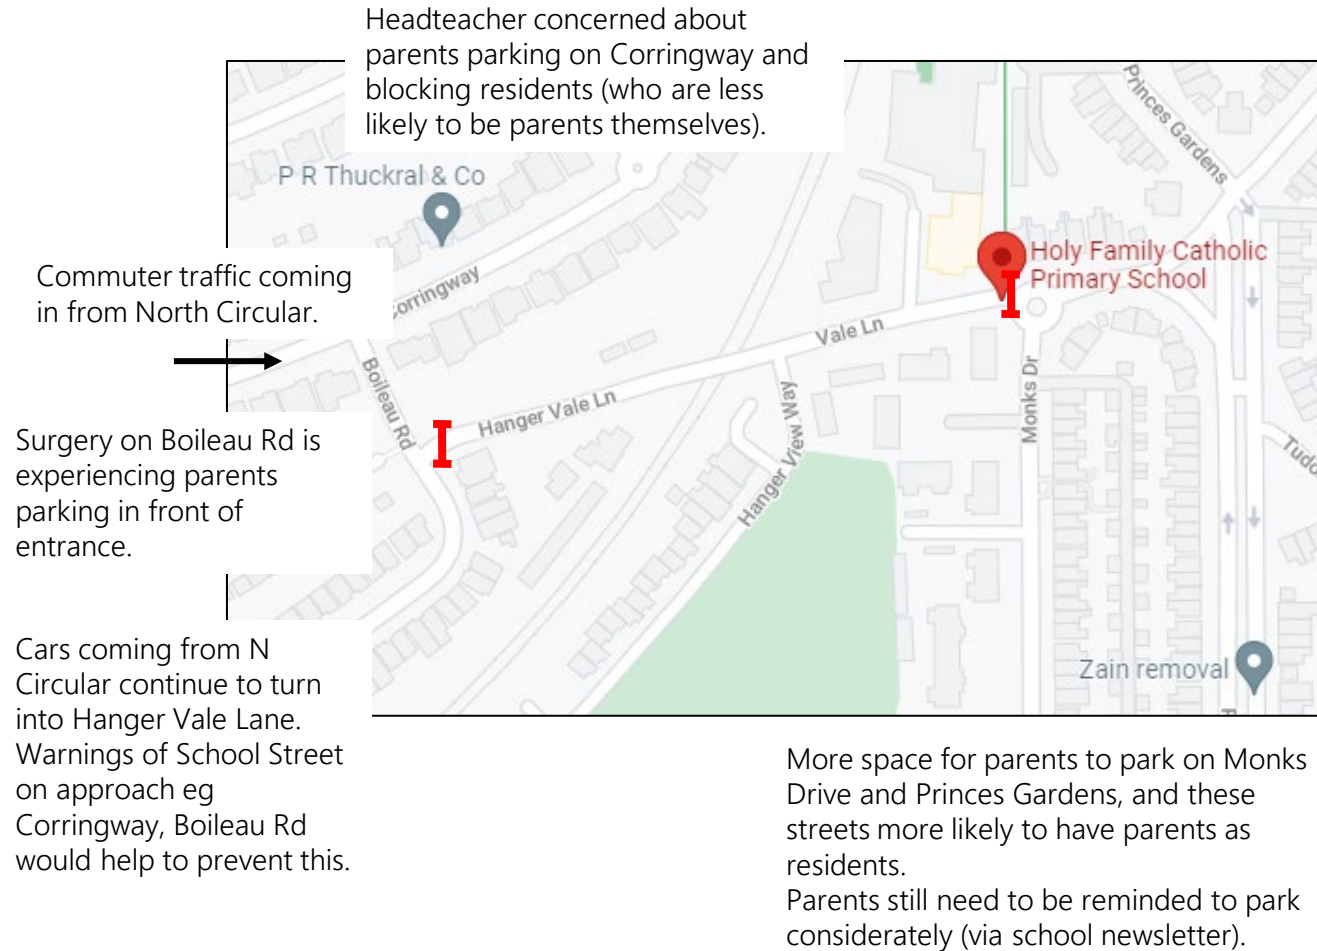 Headteacher concerned about
parents parking on Corringway and
blocking residents (who are less
likely to be parents themselves).
Princes Gardens
P R Thuckral & Co
Holy Family Catholic
Primary School
Commuter traffic coming
in from North Circular.
Corringway
Vale Ln
Boileau Rd
Hanger Vale Ln
Hanger View Way
Monks Dr
Surgery on Boileau Rd is
experiencing parents
parking in front of
entrance.
Tudo
Cars coming from N
Circular continue to turn
into Hanger Vale Lane.
Warnings of School Street
on approach eg
Corringway, Boileau Rd
would help to prevent this.
Zain removal
More space for parents to park on Monks
Drive and Princes Gardens, and these
streets more likely to have parents as
residents.
Parents still need to be reminded to park
considerately (via school newsletter).